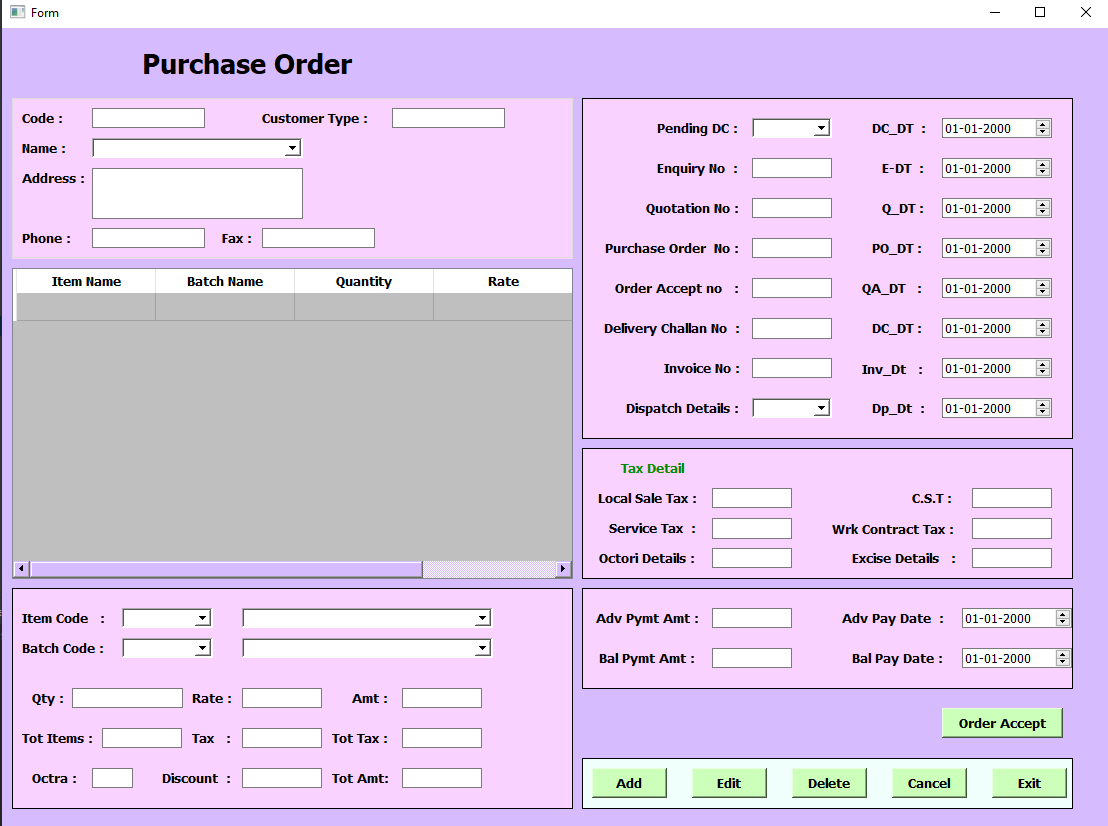 Form
Purchase Order
Code :
Customer Type :
Name :
Address :
Phone :
Fax :
Item Name
Batch Name
Quantity
Rate
Item Code :
Batch Code :
Qty :
Rate :
Amt :
Tot Items :
Tax :
Tot Tax :
Octra :
Discount :
Tot Amt:
Pending DC :
DC_DT :
01-01-2000
Enquiry No :
E-DT :
01-01-2000
Quotation No :
Q_DT :
01-01-2000
Purchase Order No :
PO_DT :
01-01-2000
Order Accept no :
QA_DT :
01-01-2000
Delivery Challan No :
DC_DT :
01-01-2000
Invoice No :
Inv_Dt :
01-01-2000
Dispatch Details :
Dp_Dt :
01-01-2000
Tax Detail
Local Sale Tax :
C.S.T :
Service Tax :
Wrk Contract Tax :
Octori Details :
Excise Details :
Adv Pymt Amt :
Adv Pay Date :
01-01-2000
Bal Pymt Amt :
Bal Pay Date :
01-01-2000
Order Accept
Add
Edit
Delete
Cancel
Exit